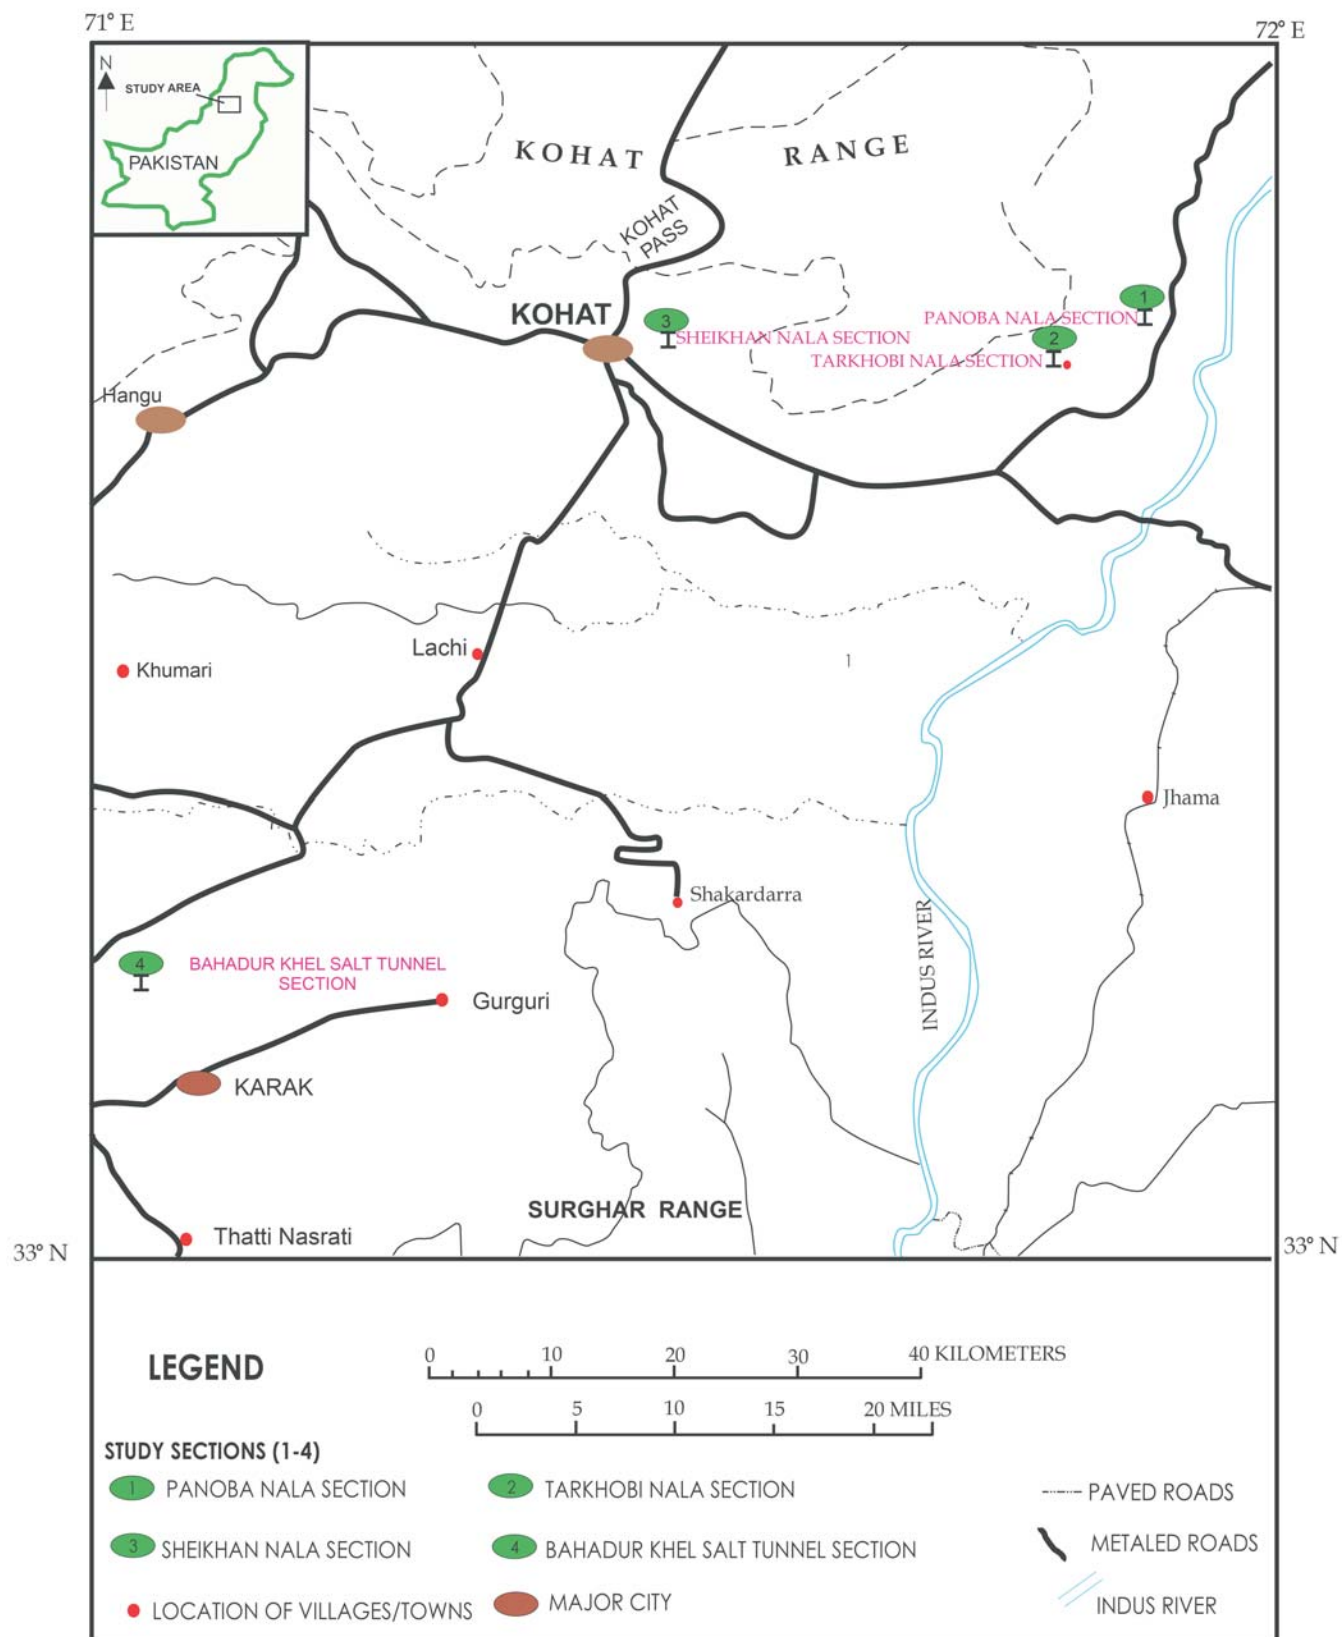 71° E
72° E
N
STUDY AREA
PAKISTAN
KOHAT RANGE
KOHAT
PASS
KOHAT
3
SHEIKHAN NALA SECTION
1
PANOBA NALA SECTION
2
TARKHOBI NALA SECTION
Hangu
Lachi
Khumari
1
Jhama
Shakardarra
INDUS RIVER
4
BAHADUR KHEL SALT TUNNEL
SECTION
Gurguri
KARAK
SURGHAR RANGE
Thatti Nasrati
33° N
33° N
LEGEND
0 10 20 30 40 KILOMETERS
0 5 10 15 20 MILES
STUDY SECTIONS (1-4)
1 PANOBA NALA SECTION
2 TARKHOBI NALA SECTION
PAVED ROADS
3 SHEIKHAN NALA SECTION
4 BAHADUR KHEL SALT TUNNEL SECTION
METALED ROADS
LOCATION OF VILLAGES/TOWNS
MAJOR CITY
INDUS RIVER